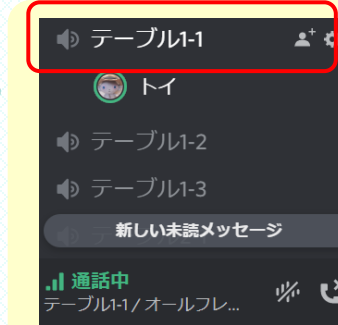 テーブル1-1
トイ
テーブル1-2
テーブル1-3
新しい未読メッセージ
通話中
テーブル1-1 / オールフレ...